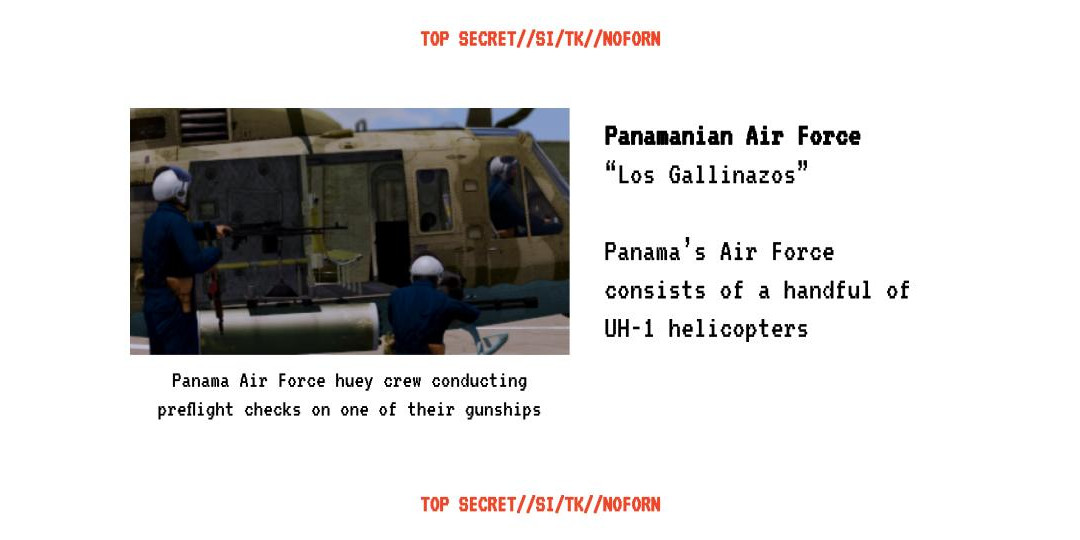 TOP SECRET//SI/TK//NOFORN
Panamanian Air Force
“Los Gallinazos”
Panama’s Air Force
consists of a handful of
UH-1 helicopters
Panama Air Force huey crew conducting
preflight checks on one of their gunships
TOP SECRET//SI/TK//NOFORN